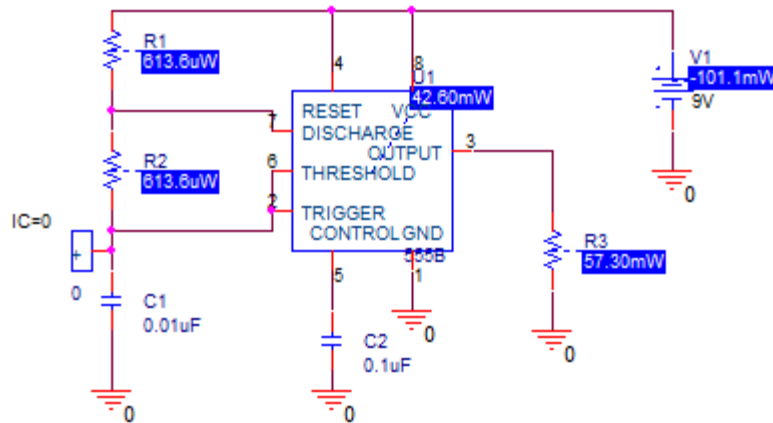 R1
613.6uW
4
8
U1
42.60mW
V1
-101.1mW
9V
0
RESET
VCC
7
DISCHARGE
OUTPUT
3
R2
613.6uW
6
THRESHOLD
2
TRIGGER
CONTROL
GND
555B
IC=0
+
0
R3
57.30mW
5
1
C1
0.01uF
0
C2
0.1uF
0
0
0